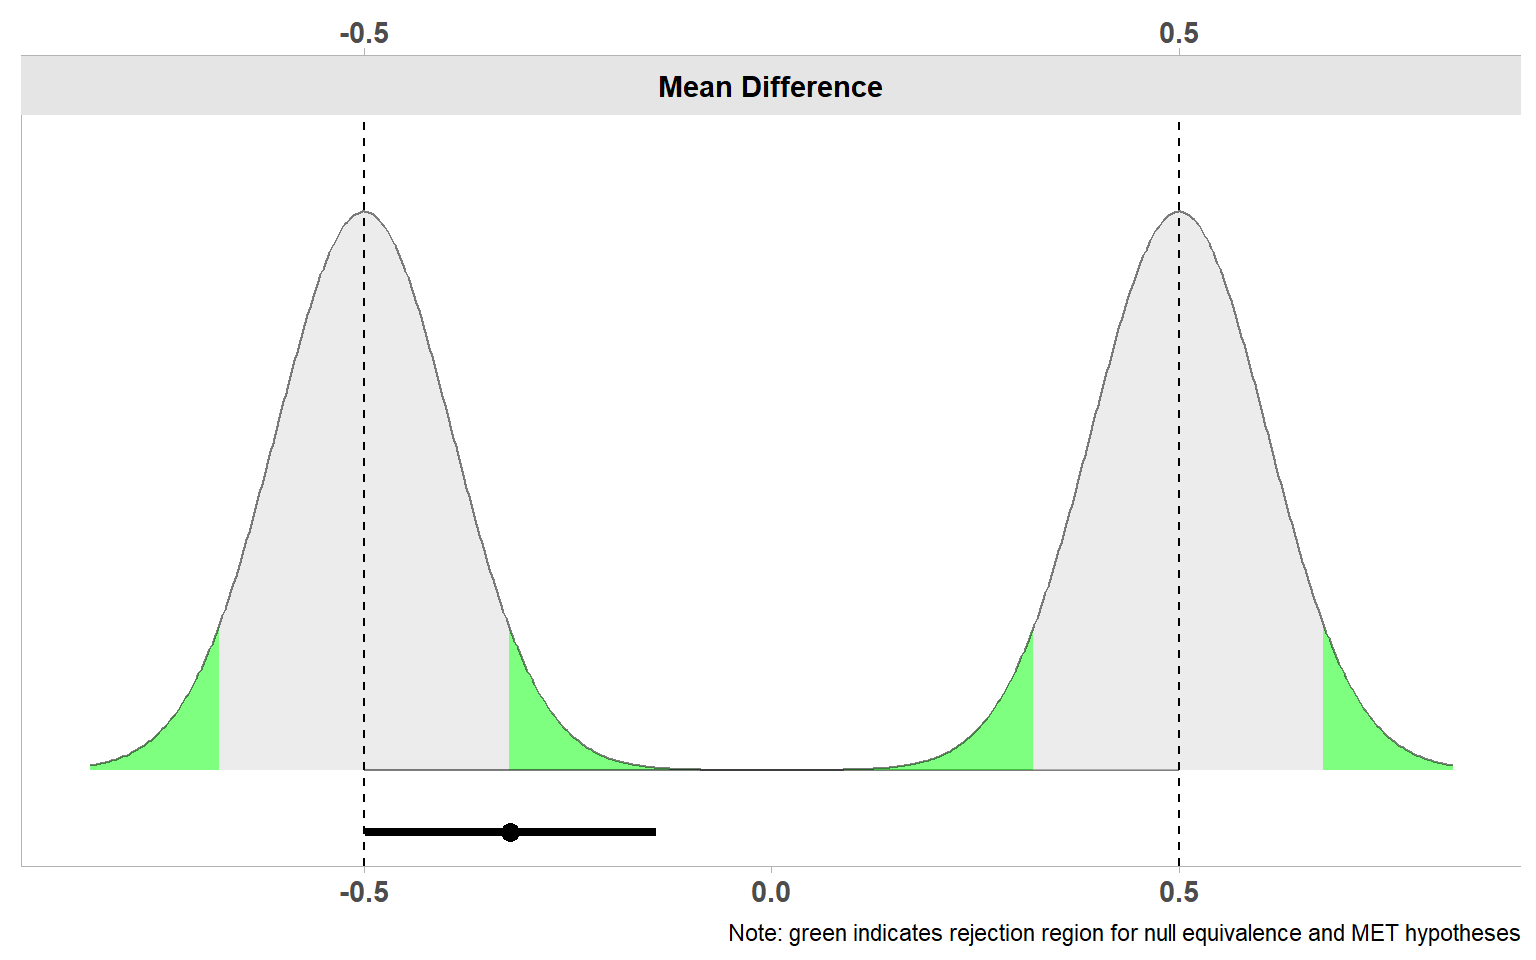 -0.5 0.5
Mean Difference
-0.5 0.0 0.5
Note: green indicates rejection region for null equivalence and MET hypotheses